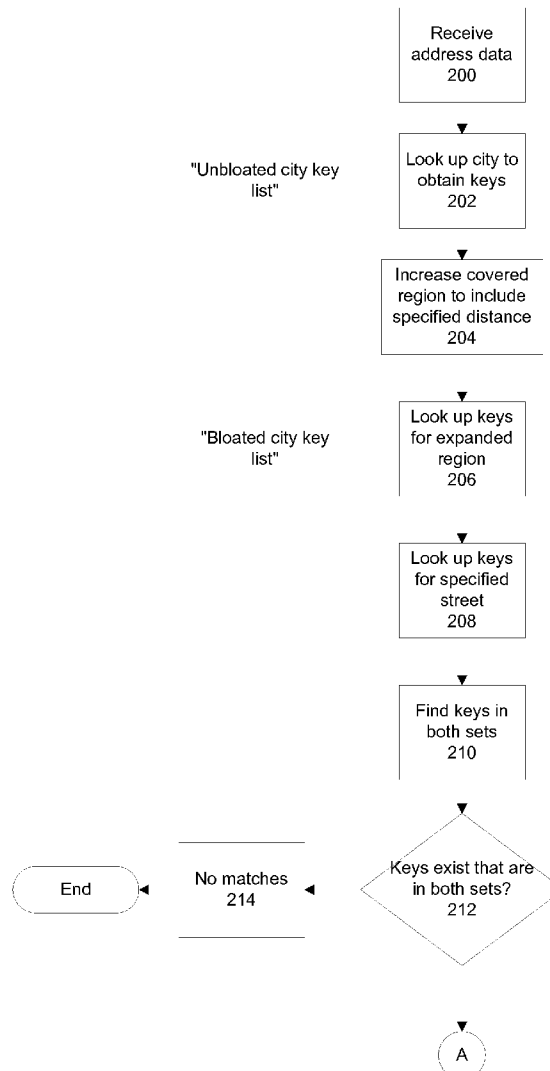 Receive
address data
200
"Unbloated city key
list"
Look up city to
obtain keys
202
Increase covered
region to include
specified distance
204
"Bloated city key
list"
Look up keys
for expanded
region
206
Look up keys
for specified
street
208
Find keys in
both sets
210
Keys exist that are
in both sets?
212
No matches
214
End
A